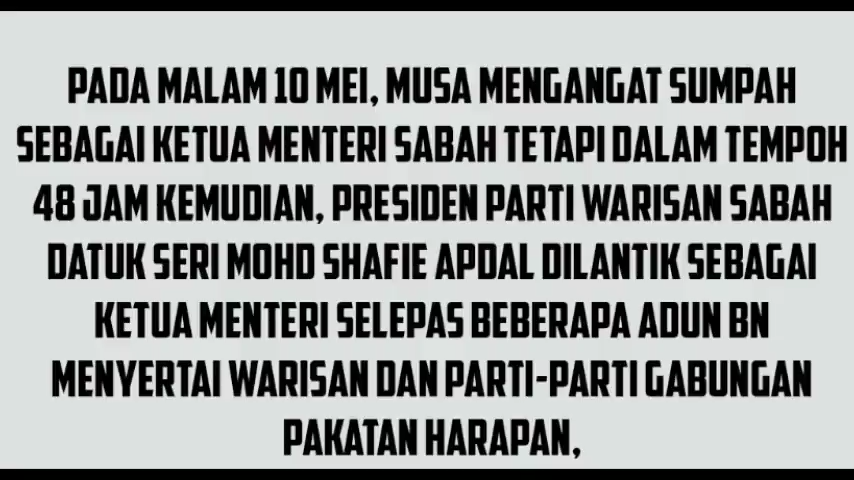 PADA MALAM 10 MEI, MUSA MENGANGAT SUMPAH
SEBAGAI KETUA MENTERI SABAH TETAPI DALAM TEMPOH
48 JAM KEMUDIAN, PRESIDEN PARTI WARISAN SABAH
DATUK SERI MOHD SHAFIE APDAL DILANTIK SEBAGAI
KETUA MENTERI SELEPAS BEBERAPA ADUN BN
MENYERTAI WARISAN DAN PARTI-PARTI GABUNGAN
PAKATAN HARAPAN,